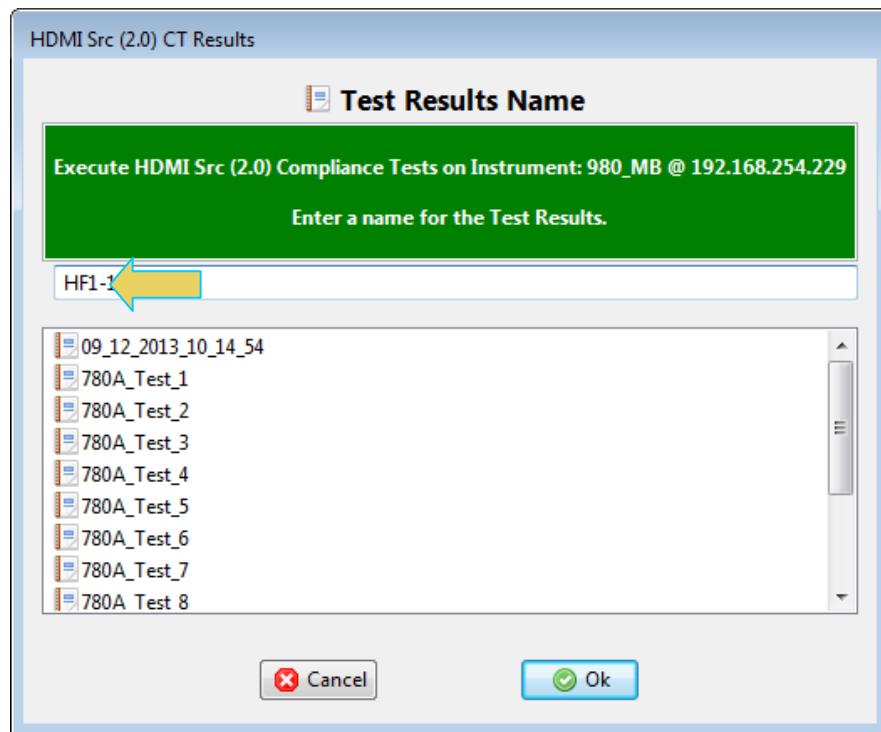 HDMI Src (2.0) CT Results
Test Results Name
Execute HDMI Src (2.0) Compliance Tests on Instrument: 980_MB @ 192.168.254.229
Enter a name for the Test Results.
HF1-
09_12_2013_10_14_54
780A_Test_1
780A_Test_2
780A_Test_3
780A_Test_4
780A_Test_5
780A_Test_6
780A_Test_7
780A_Test_8
Cancel
Ok